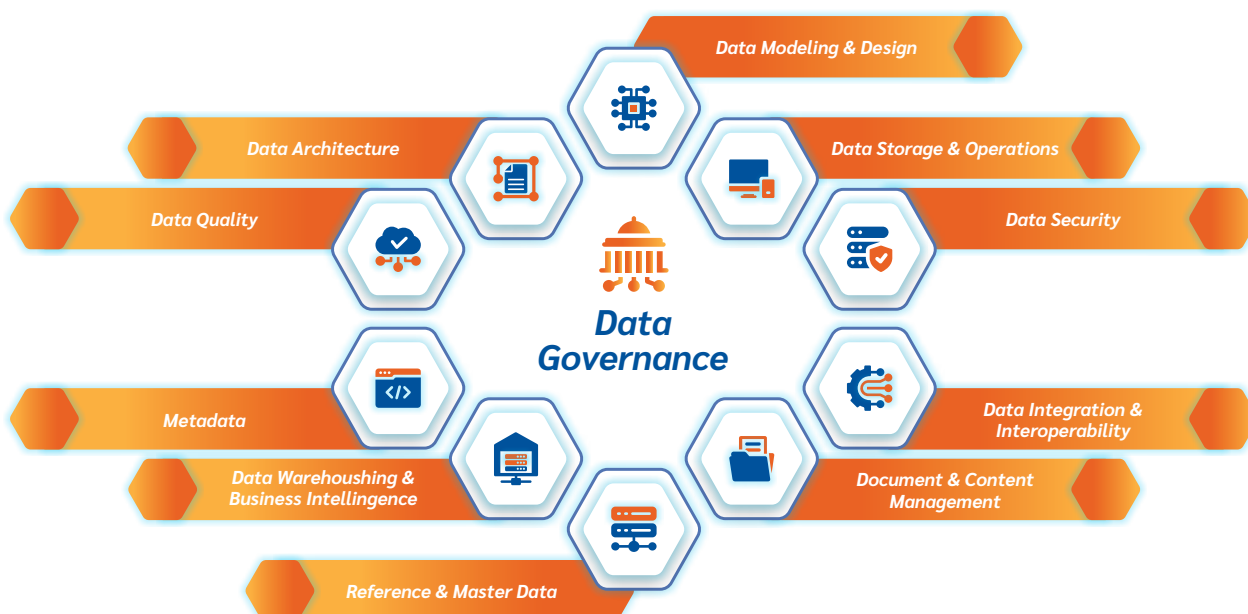 Data Modeling & Design
Data Architecture
Data Storage & Operations
Data Quality
Data Security
Data
Governance
Metadata
Data Integration &
Interoperability
Data Warehoushing &
Business Intellingence
Document & Content
Management
Reference & Master Data